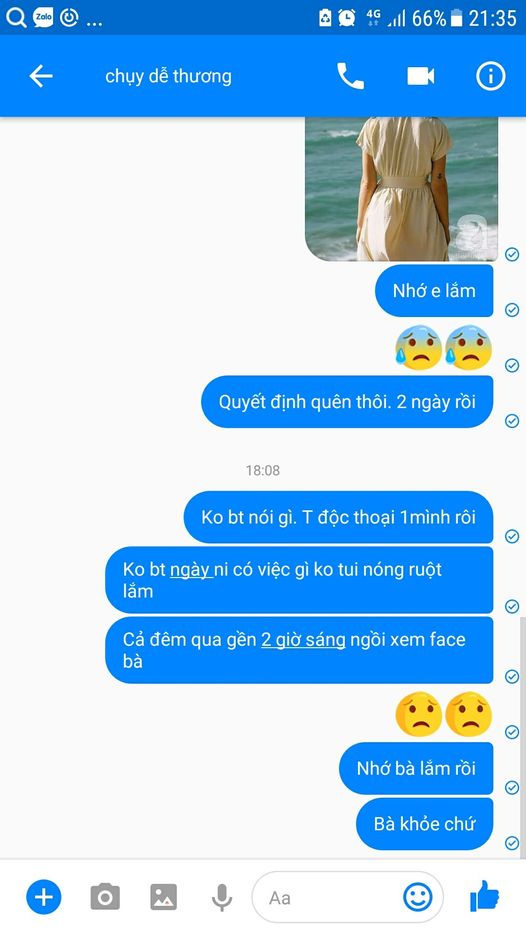 Zalo
...
4G
66%
21:35
chụy dễ thương
Nhớ e lắm
Quyết định quên thôi. 2 ngày rồi
18:08
Ko bt nói gì. T độc thoại 1mình rôi
Ko bt ngày ni có việc gì ko tui nóng ruột
lắm
Cả đêm qua gền 2 giờ sáng ngồi xem face
bà
Nhớ bà lắm rồi
Bà khỏe chứ
Aa